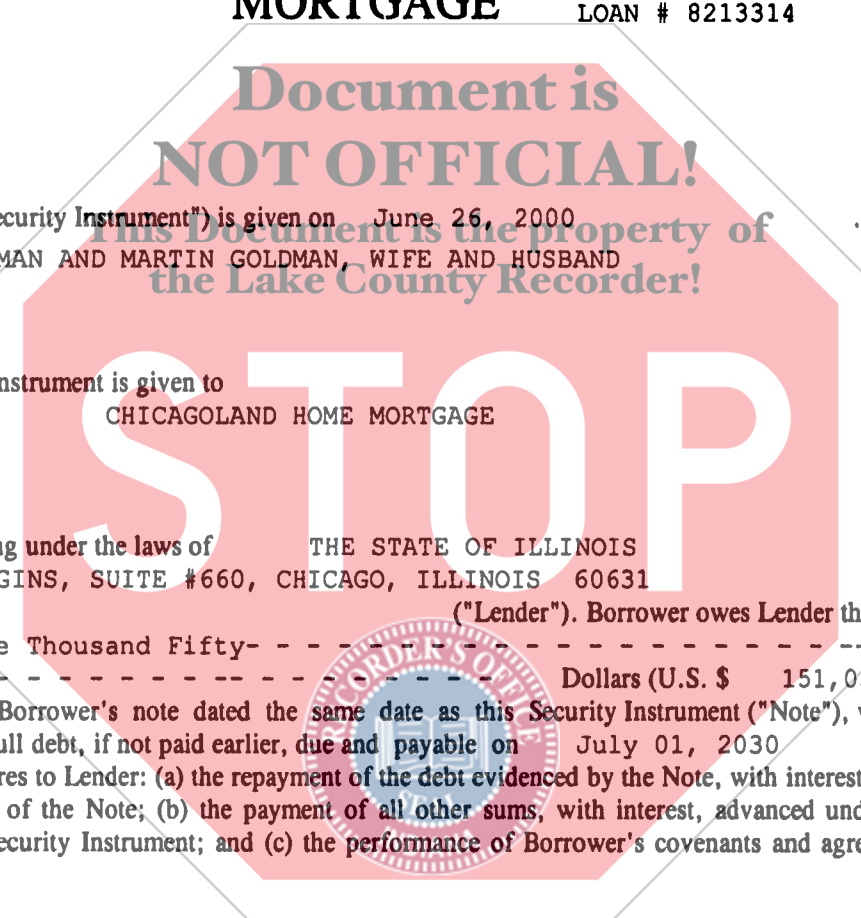 MORTGAGE
LOAN # 8213314
Document is
NOT OFFICIAL!
ecurity Instrument") is given on June 26, 2000
This Document is the property of
MAN AND MARTIN GOLDMAN, WIFE AND HUSBAND
the Lake County Recorder!
nstrument is given to
CHICAGOLAND HOME MORTGAGE
STOP
ng under the laws of THE STATE OF ILLINOIS
GINS, SUITE #660, CHICAGO, ILLINOIS 60631
("Lender"). Borrower owes Lender th
e Thousand Fifty- - - - - - - - - - - - - - - - - - - - - - --
- - - - - - - -- - - - - - - - - Dollars (U.S. $ 151,0
RECORDER'S OFFICE
Borrower's note dated the same date as this Security Instrument ("Note"), 
ull debt, if not paid earlier, due and payable on July 01, 2030
res to Lender: (a) the repayment of the debt evidenced by the Note, with interest
SEAL
of the Note; (b) the payment of all other sums, with interest, advanced und
INDIANA
ecurity Instrument; and (c) the performance of Borrower's covenants and agre